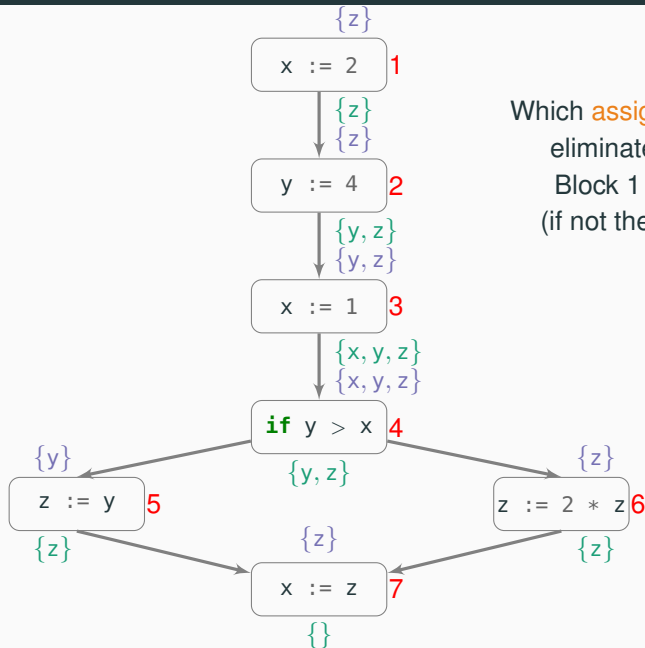 {z}
x := 2 1
{z}
{z}
Which
eliminate
y := 4 2
Block 1
{y, z}
(if not the
{y, z}
x := 1 3
{x, y, z}
{x, y, z}
if y > x 4
{y}
{y, z}
{z}
z := y 5
z := 2 * z 6
{z}
{z}
{z}
x := z 7
{}